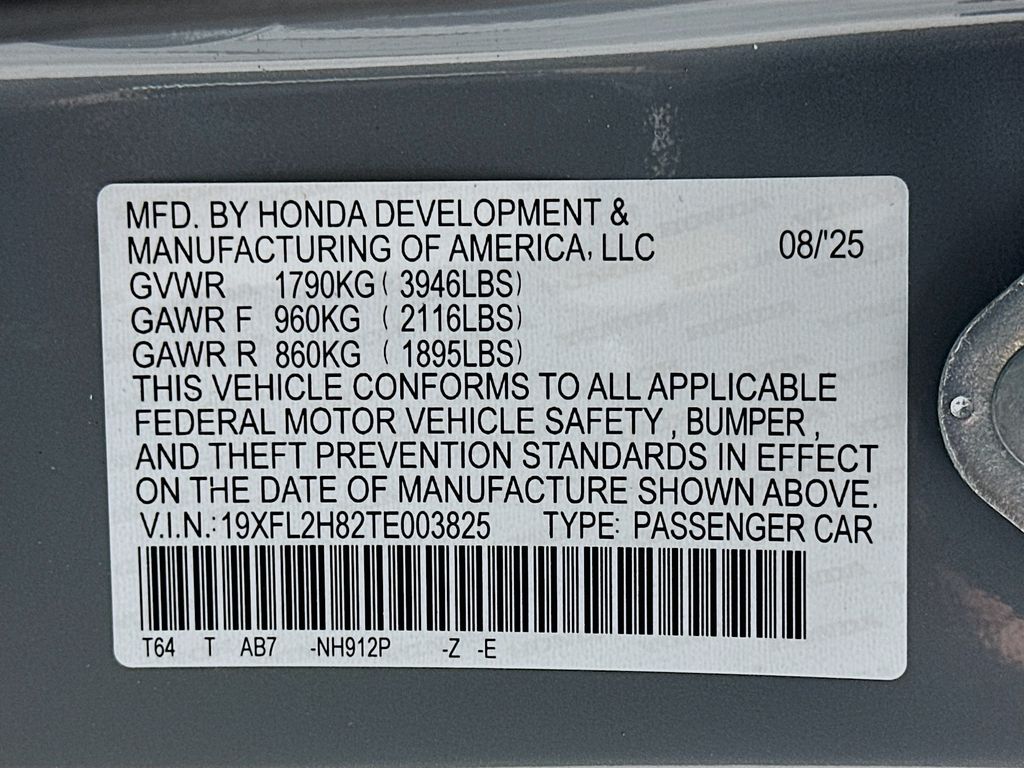 MFD. BY HONDA DEVELOPMENT &
MANUFACTURING OF AMERICA, LLC 08/'25
GVWR 1790KG ( 3946LBS)
GAWR F 960KG ( 2116LBS)
GAWR R 860KG ( 1895LBS)
THIS VEHICLE CONFORMS TO ALL APPLICABLE
FEDERAL MOTOR VEHICLE SAFETY , BUMPER ,
AND THEFT PREVENTION STANDARDS IN EFFECT
ON THE DATE OF MANUFACTURE SHOWN ABOVE.
V.I.N.: 19XFL2H82TE003825 TYPE: PASSENGER CAR
T64 T AB7 -NH912P -Z -E